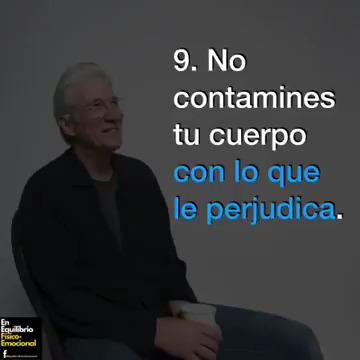 9. No
contamines
tu cuerpo
con lo que
le perjudica.
En
Equilibrio
Físico-
Emocional